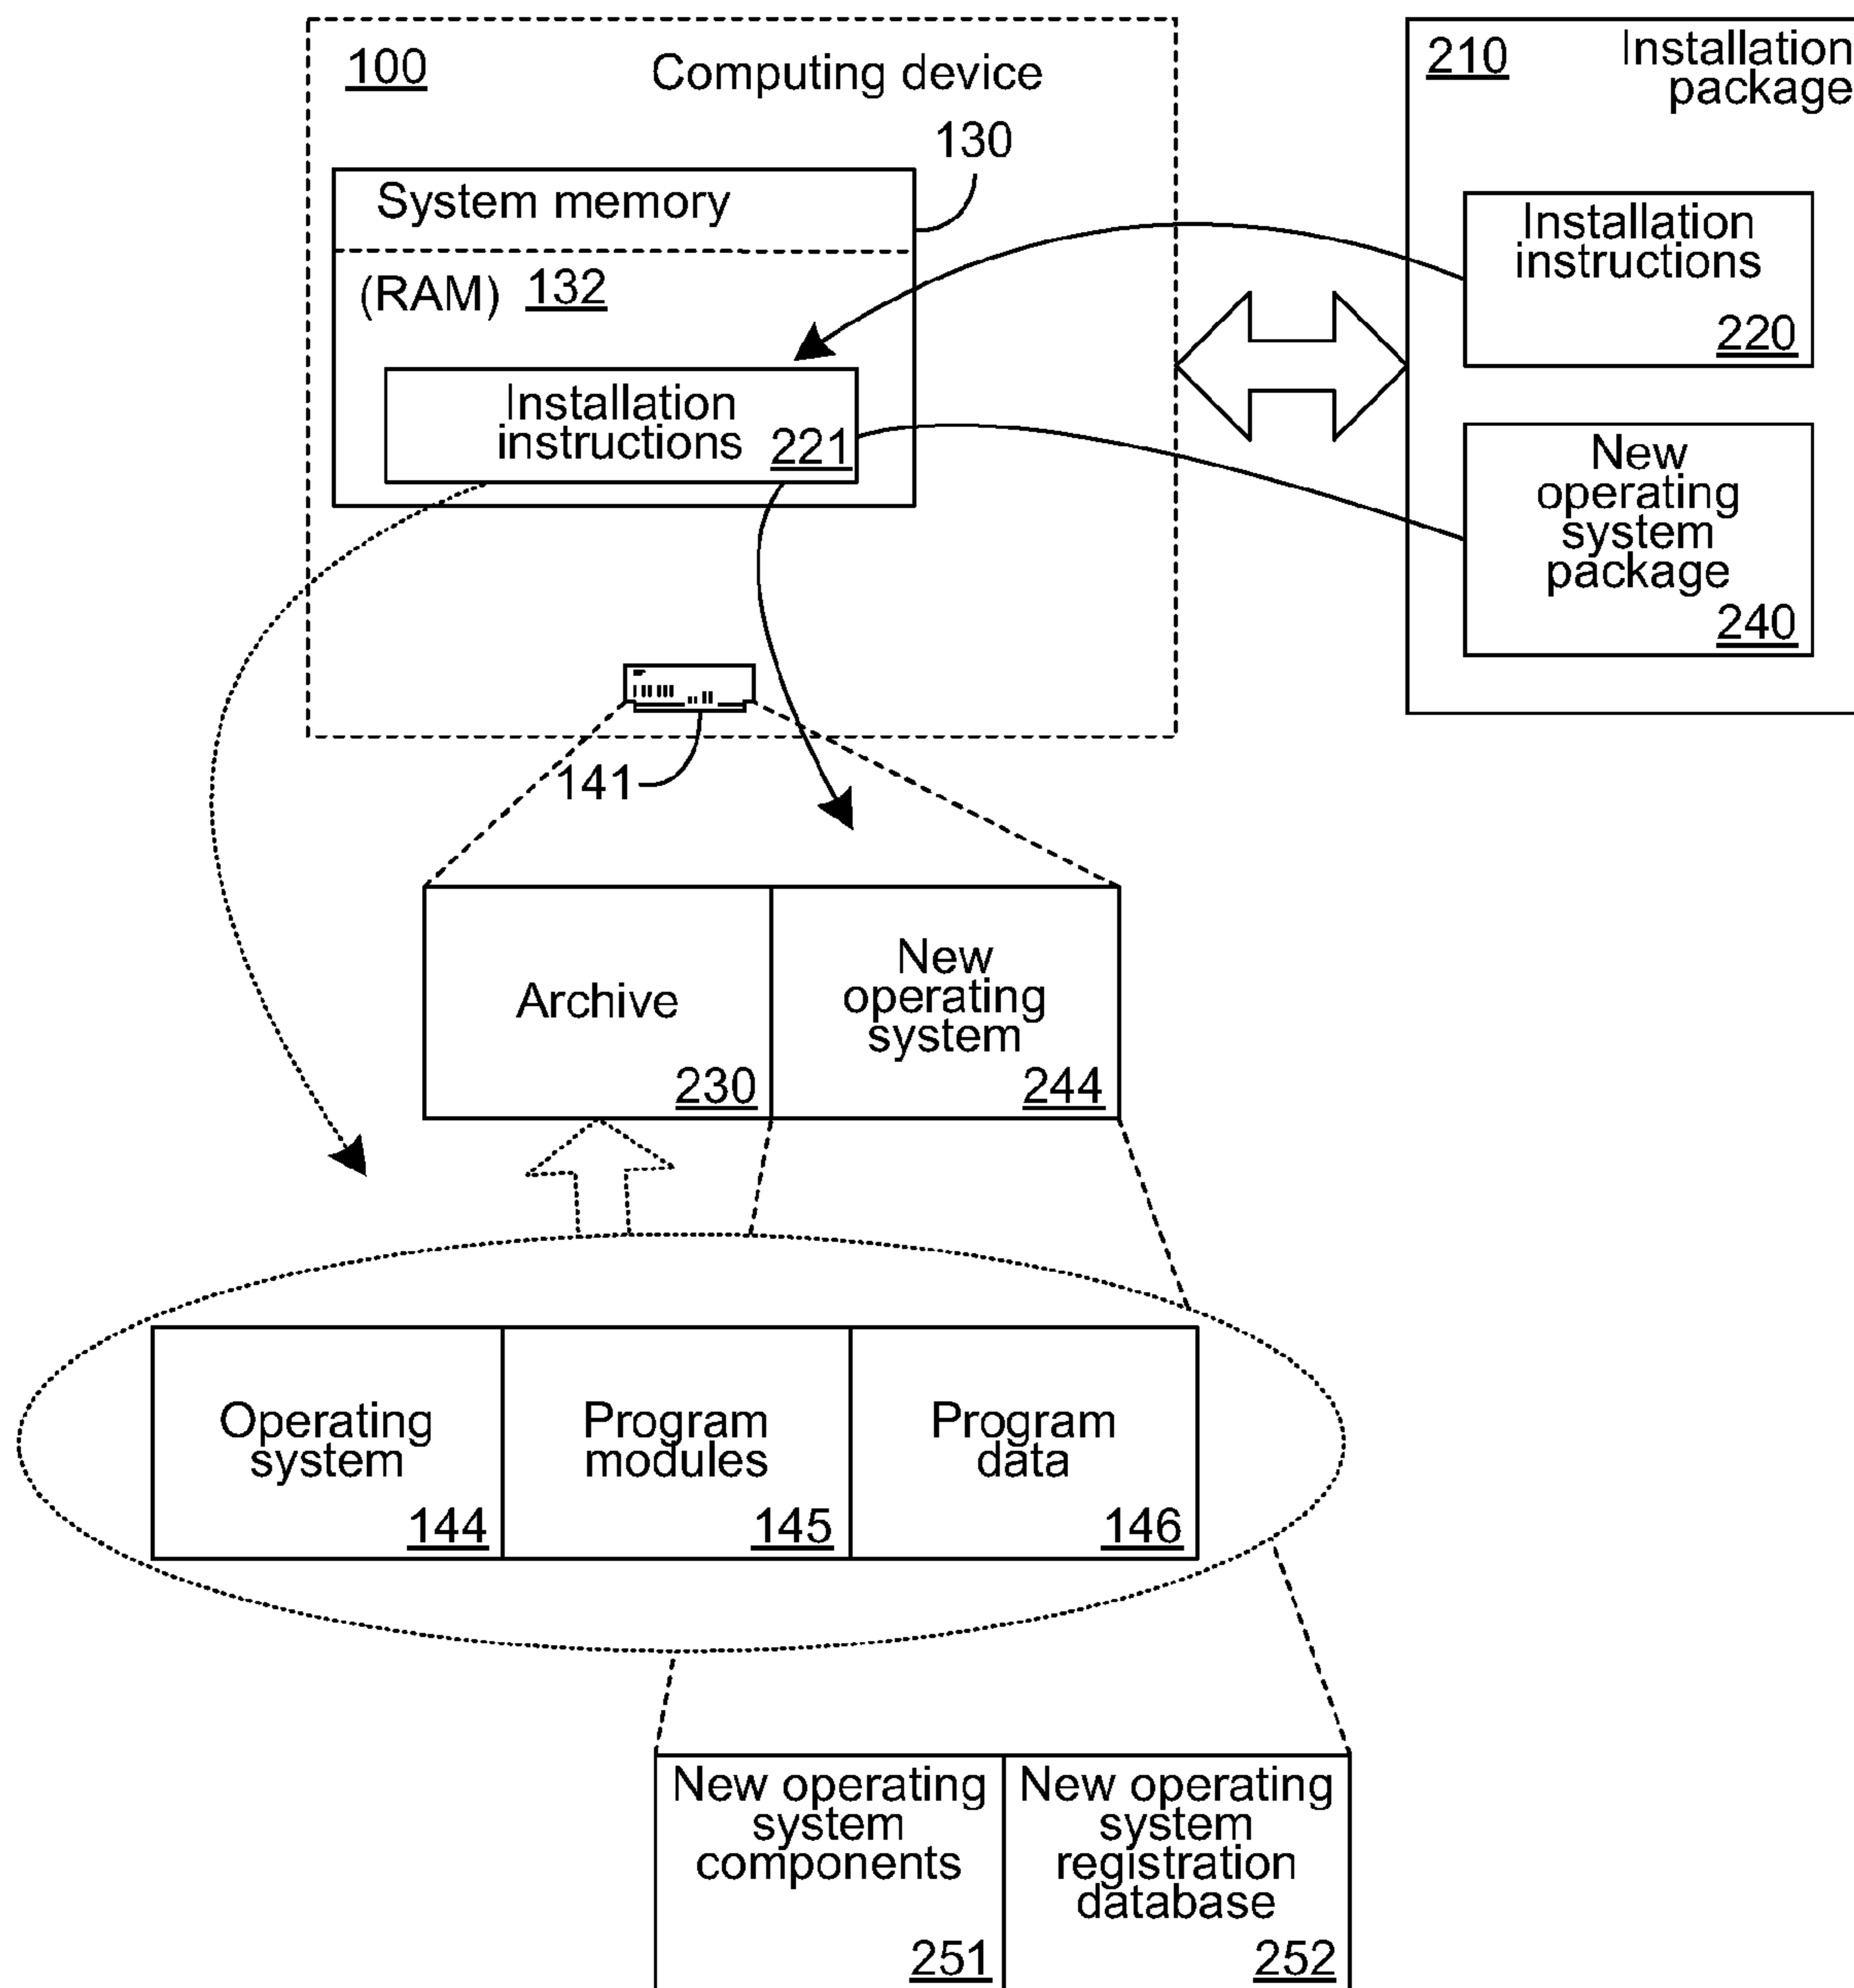 100
Computing device
130
System memory
(RAM) 132
Installation
instructions
221
210
Installation
package
Installation
instructions
220
New
operating
system
package
240
141
Archive
230
New
operating
system
244
Operating
system
144
Program
modules
145
Program
data
146
New operating
system
components
251
New operating
system
registration
database
252